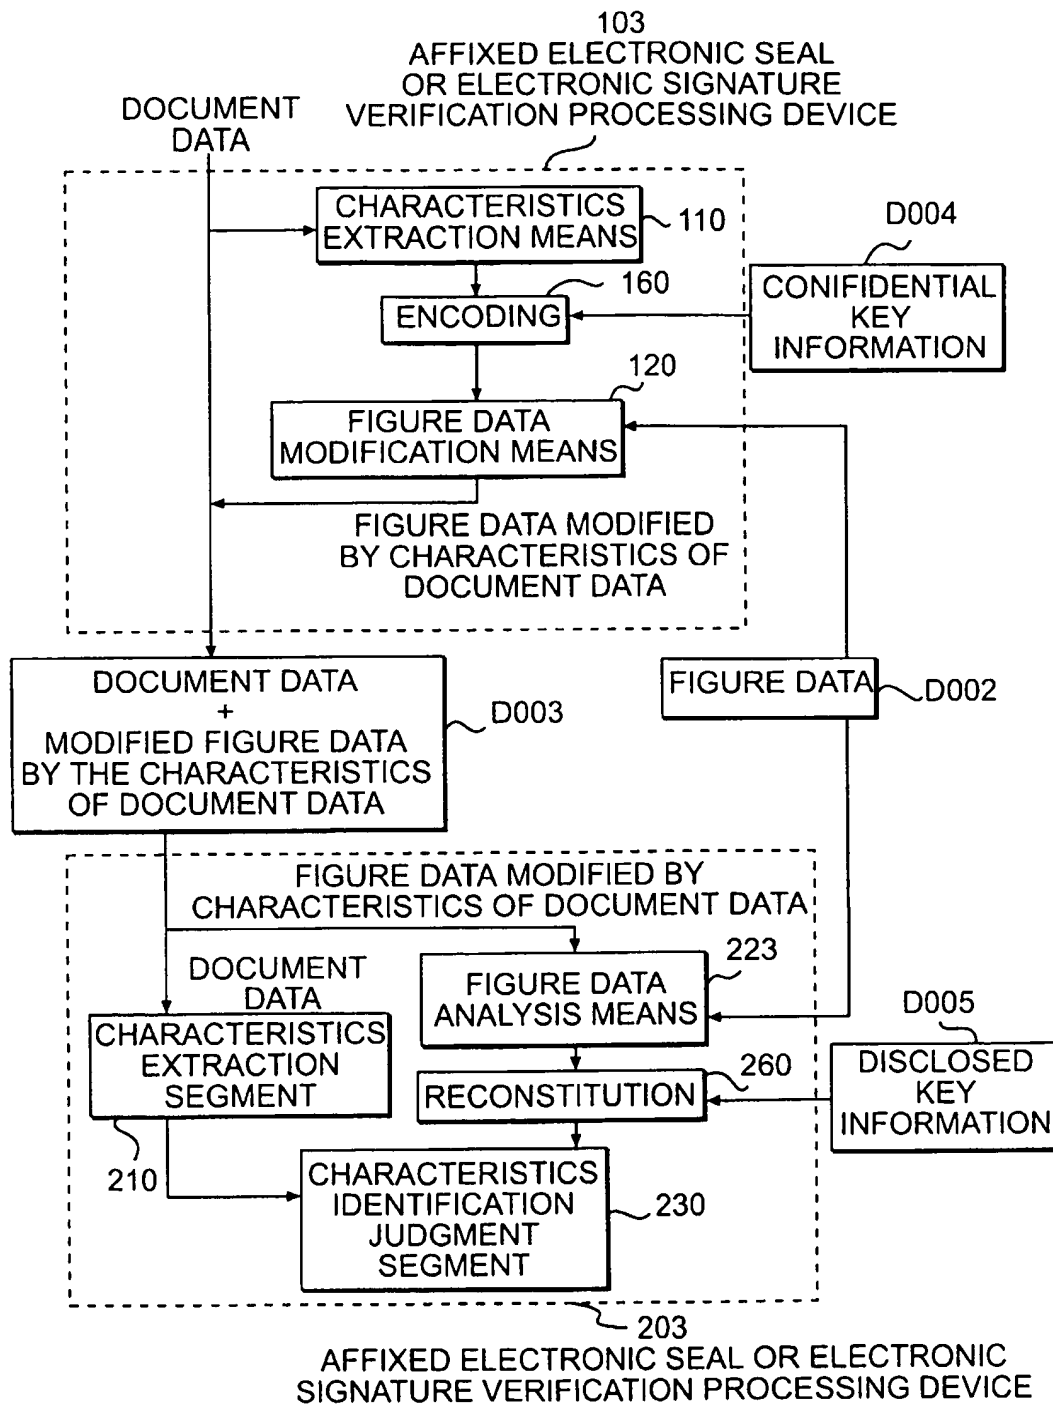 103
AFFIXED ELECTRONIC SEAL
OR ELECTRONIC SIGNATURE
VERIFICATION PROCESSING DEVICE
DOCUMENT
DATA
CHARACTERISTICS
EXTRACTION MEANS
110
D004
160
ENCODING
CONIFIDENTIAL
KEY
INFORMATION
120
FIGURE DATA
MODIFICATION MEANS
FIGURE DATA MODIFIED
BY CHARACTERISTICS OF
DOCUMENT DATA
DOCUMENT DATA
+
MODIFIED FIGURE DATA
BY THE CHARACTERISTICS
OF DOCUMENT DATA
D003
FIGURE DATA
D002
FIGURE DATA MODIFIED BY
CHARACTERISTICS OF DOCUMENT DATA
DOCUMENT
DATA
223
FIGURE DATA
ANALYSIS MEANS
CHARACTERISTICS
EXTRACTION
SEGMENT
210
D005
260
RECONSTITUTION
DISCLOSED
KEY
INFORMATION
CHARACTERISTICS
IDENTIFICATION
JUDGMENT
SEGMENT
230
203
AFFIXED ELECTRONIC SEAL OR ELECTRONIC
SIGNATURE VERIFICATION PROCESSING DEVICE